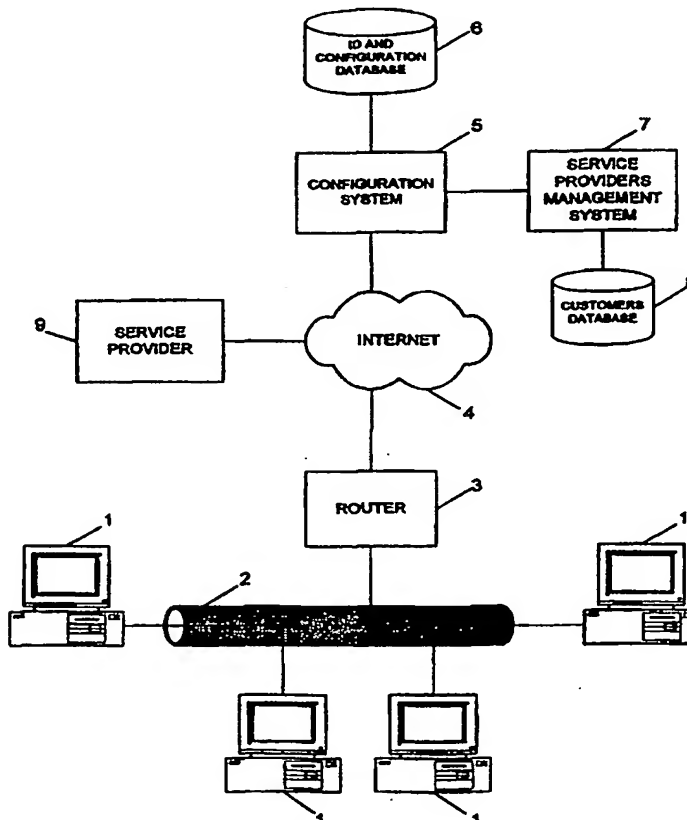 6
ID AND
CONFIGURATION
DATABASE
5
7
CONFIGURATION
SYSTEM
SERVICE
PROVIDERS
MANAGEMENT
SYSTEM
CUSTOMERS
DATABASE
9
SERVICE
PROVIDER
INTERNET
4
ROUTER
3
1
1
2
1
1